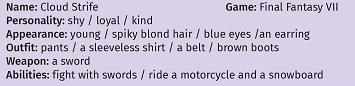 Name: Cloud Strife Game: Final Fantasy VII
Personality: shy / loyal / kind
Appearance: young / spiky blond hair / blue eyes /an earring
Outfit: pants / a sleeveless shirt / a belt / brown boots
Weapon: a sword
Abilities: fight with swords / ride a motorcycle and a snowboard